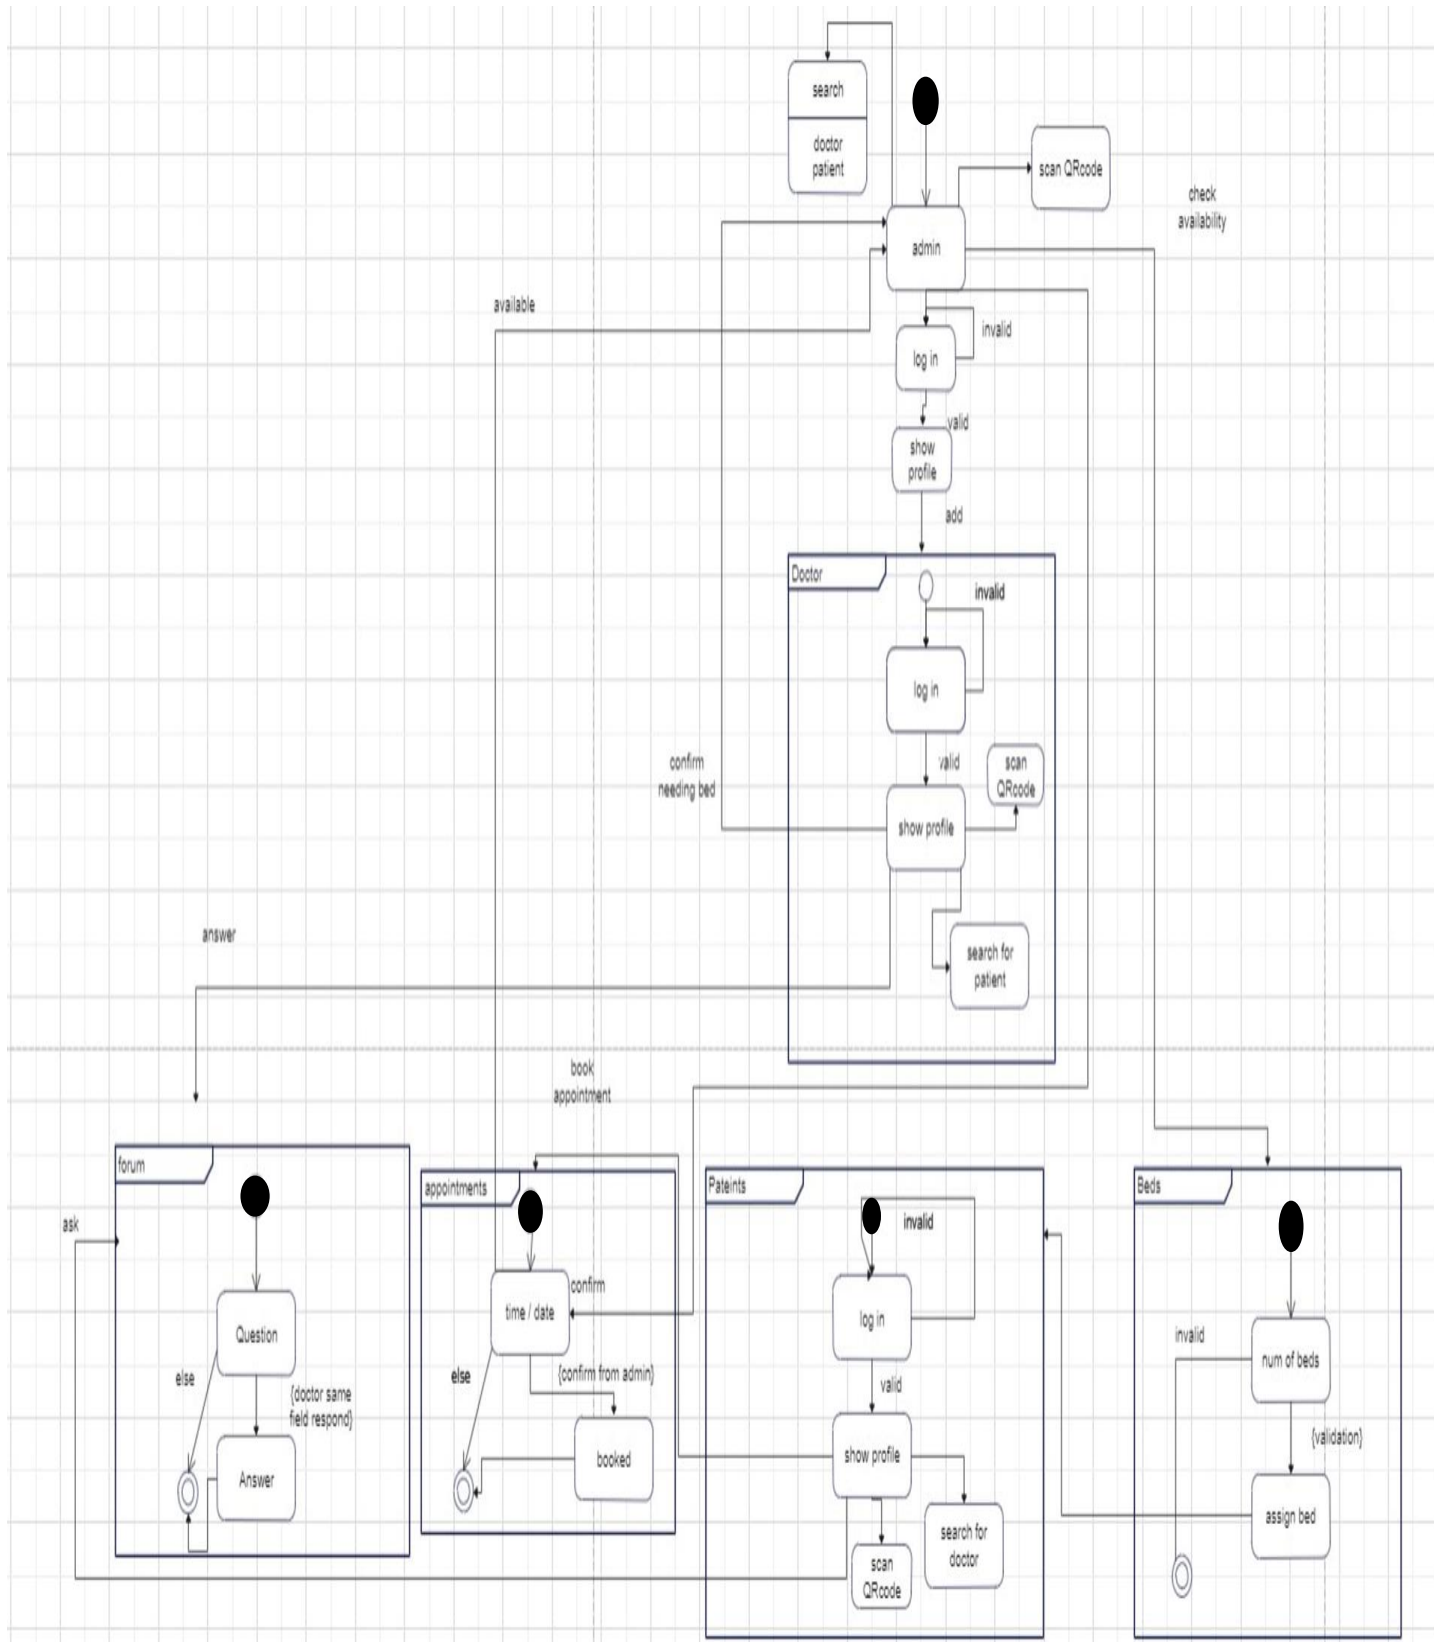 search
doctor
patient
scan QRcode
check
availability
admin
available
invalid
log in
valid
show
profile
add
Doctor
invalid
log in
valid
scan
QRcode
confirm
needing bed
show profile
search for
patient
answer
book
appointment
forum
appointments
Pateints
Beds
ask
invalid
confirm
time / date
log in
Question
invalid
num of beds
else
{doctor same
field respond}
else
{confirm from admin}
valid
{validation}
Answer
booked
show profile
assign bed
search for
doctor
scan
QRcode